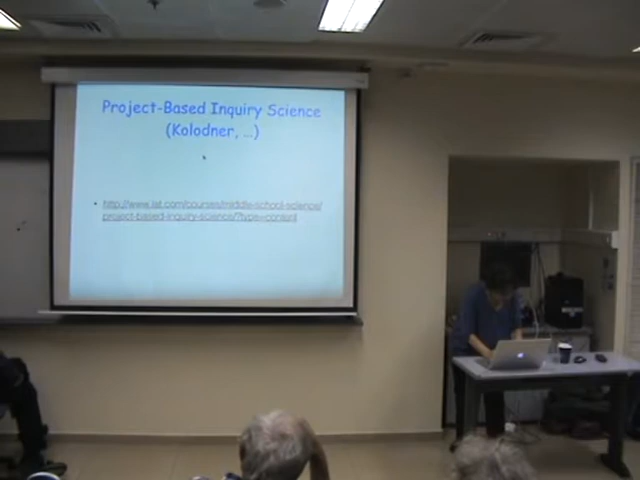 Project-Based Inquiry Science
(Kolodner, ...)
• http://www.iat.com/courses/middle-school-science/
project-based-inquiry-science/?type=content